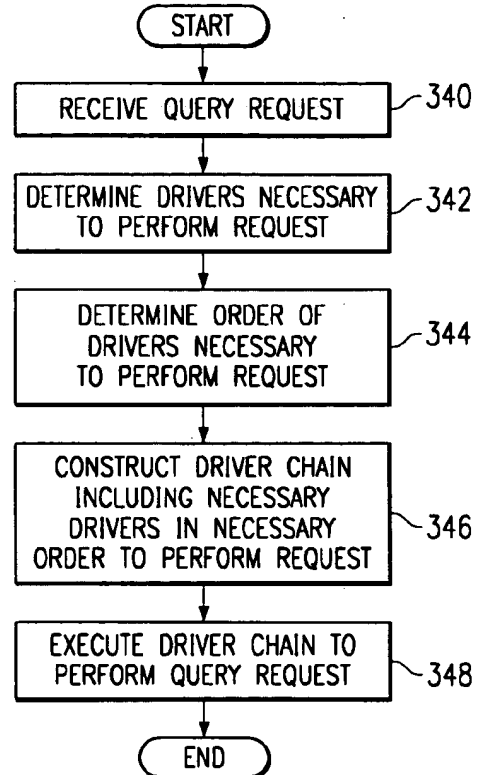 START
RECEIVE QUERY REQUEST
340
DETERMINE DRIVERS NECESSARY
TO PERFORM REQUEST
342
DETERMINE ORDER OF
DRIVERS NECESSARY
TO PERFORM REQUEST
344
CONSTRUCT DRIVER CHAIN
INCLUDING NECESSARY
DRIVERS IN NECESSARY
ORDER TO PERFORM REQUEST
346
EXECUTE DRIVER CHAIN TO
PERFORM QUERY REQUEST
348
END